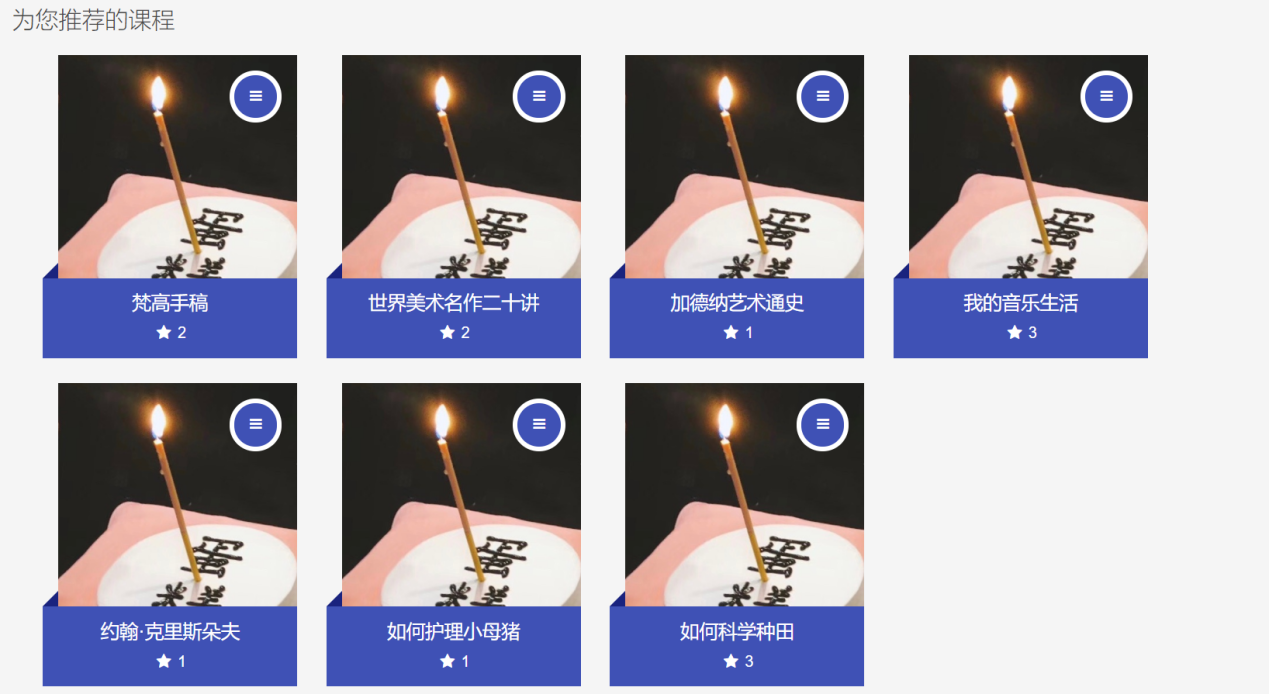 为您推荐的课程
梵高手稿
2
世界美术名作二十讲
2
加德纳艺术通史
1
我的音乐生活
3
约翰·克里斯朵夫
1
如何护理小母猪
1
如何科学种田
3